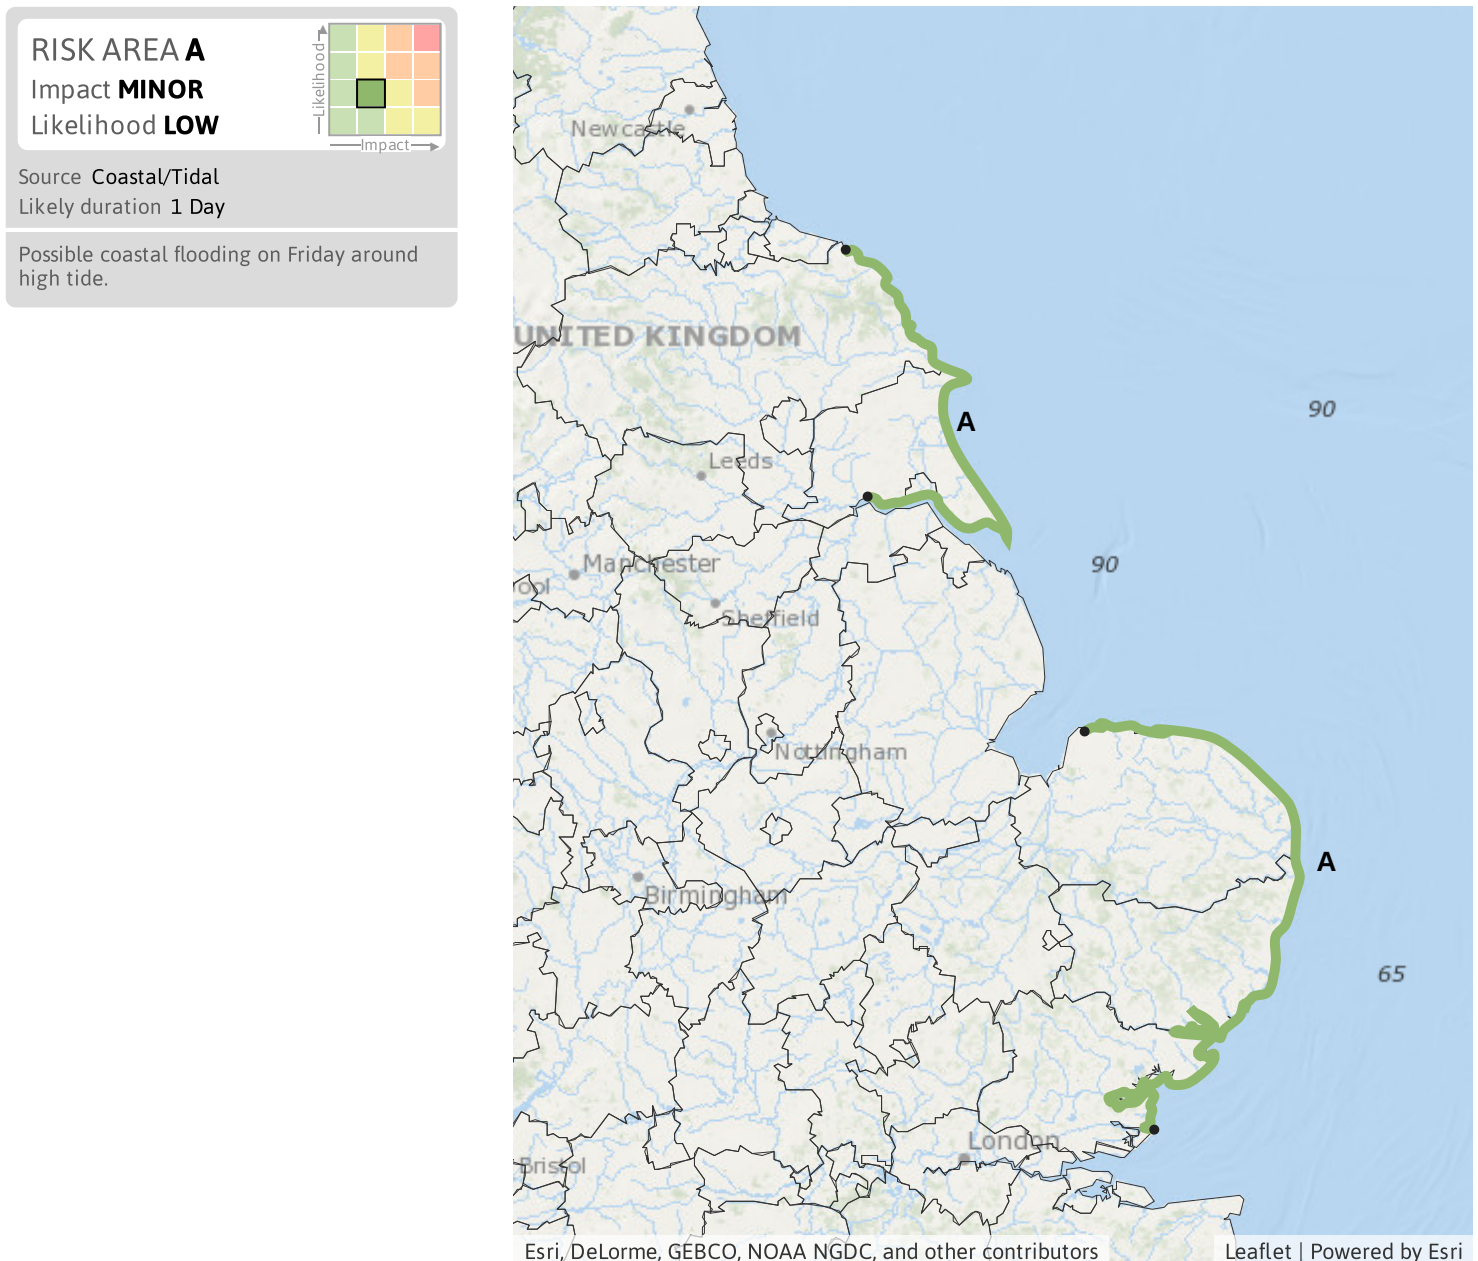 RISK AREA A
Impact MINOR
Likelihood LOW
Likelihood
Impact
Source Coastal/Tidal
Likely duration 1 Day
Possible coastal flooding on Friday around
high tide.
Newcastle
UNITED KINGDOM
90
A
Leeds
Manchester
90
ool
Sheffield
Nottingham
A
Birmingham
65
London
Bristol
Esri, DeLorme, GEBCO, NOAA NGDC, and other contributors
Leaflet | Powered by Esri